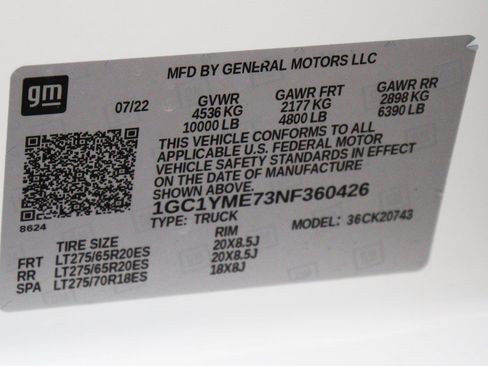 gm
MFD BY GENERAL MOTORS LLC
07/22 GVWR GAWR FRT GAWR RR
4536 KG 2177 KG 2898 KG
10000 LB 4800 LB 6390 LB
THIS VEHICLE CONFORMS TO ALL
APPLICABLE U.S. FEDERAL MOTOR
VEHICLE SAFETY STANDARDS IN EFFECT
ON THE DATE OF MANUFACTURE
SHOWN ABOVE.
1GC1YME73NF360426
8624
TYPE: TRUCK MODEL: 36CK20743
TIRE SIZE RIM
FRT LT275/65R20ES 20X8.5J
RR LT275/65R20ES 20X8.5J
SPA LT275/70R18ES 18X8J